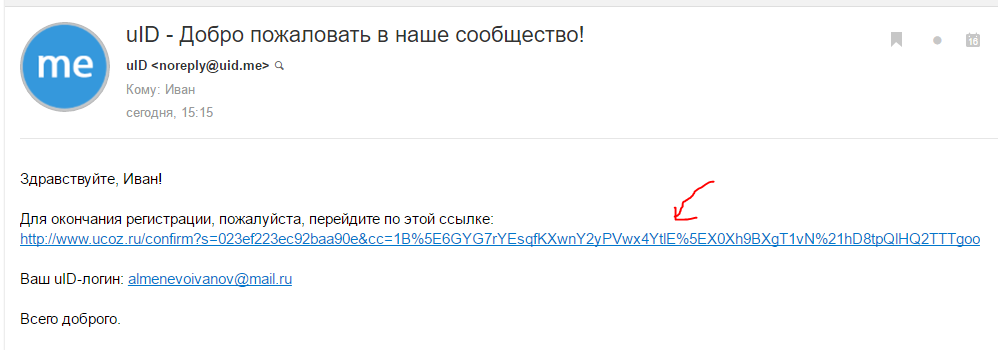 uID - Добро пожаловать в наше сообщество!
me
uID <noreply@uid.me>
16
Кому: Иван
сегодня, 15:15
Здравствуйте, Иван!
Для окончания регистрации, пожалуйста, перейдите по этой ссылке:
http://www.ucoz.ru/confirm?s=023ef223ec92baa90e&cc=1B%5E6GYG7rYEsqfKXwnY2yPVwx4YtlE%5EX0Xh9BXgT1vN%21hD8tpQlHQ2TTTgoo
Ваш uID-логин: almenevoivanov@mail.ru
Всего доброго.